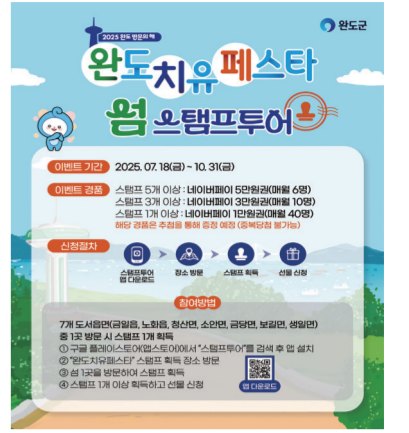 2025 완도 방문의 해
완도군
완도치유페스타
섬 스탬프투어
이벤트 기간 2025. 07. 18(금) ~ 10. 31(금)
이벤트 경품 스탬프 5개 이상 : 네이버페이 5만원권(매월 6명)
스탬프 3개 이상 : 네이버페이 3만원권(매월 10명)
스탬프 1개 이상 : 네이버페이 1만원권(매월 40명)
해당 경품은 추첨을 통해 증정 예정 (중복당첨 불가능)
신청절차
스탬프투어 앱 다운로드
장소 방문
스탬프 획득
선물 신청
참여방법
7개 도서읍면(금일읍, 노화읍, 청산면, 소안면, 금당면, 보길면, 생일면)
중 1곳 방문 시 스탬프 1개 획득
① 구글 플레이스토어(앱스토어)에서 "스탬프투어"를 검색 후 앱 설치
② "완도치유페스타" 스탬프 획득 장소 방문
③ 섬 1곳을 방문하여 스탬프 획득
④ 스탬프 1개 이상 획득하고 선물 신청
앱 다운로드